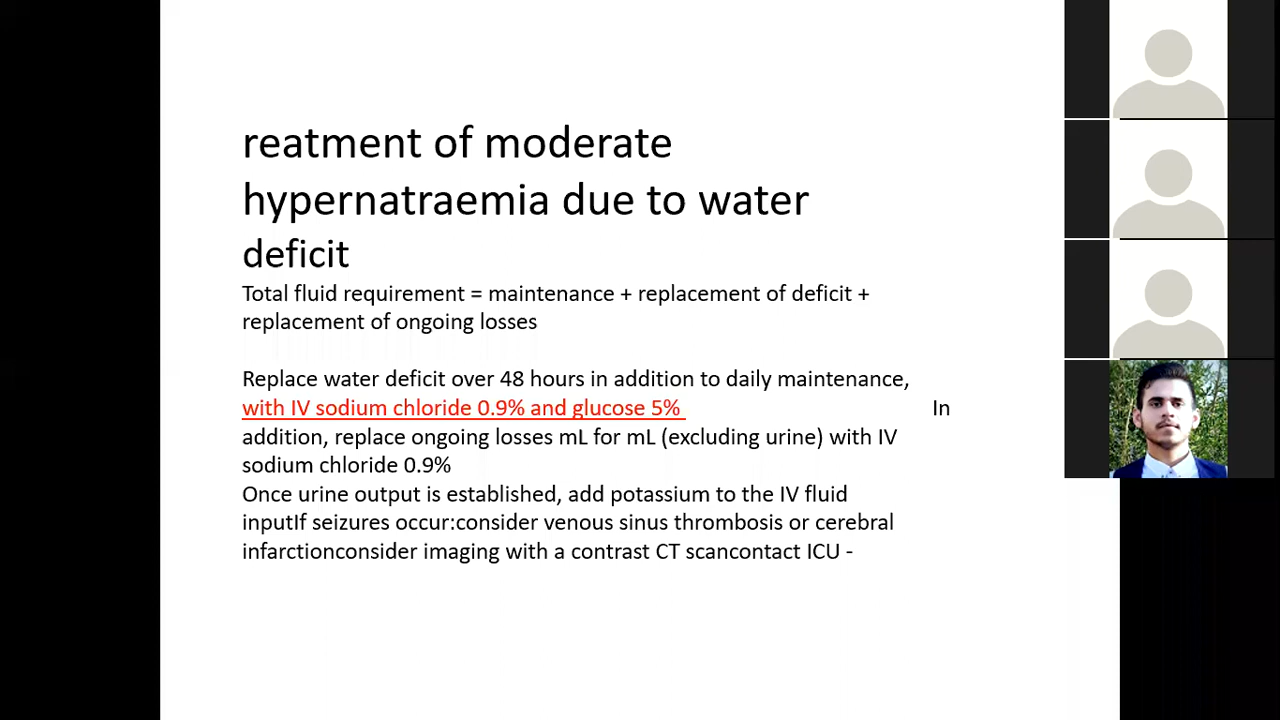 reatment of moderate
hypernatraemia due to water
deficit
Total fluid requirement = maintenance + replacement of deficit +
replacement of ongoing losses
Replace water deficit over 48 hours in addition to daily maintenance,
with IV sodium chloride 0.9% and glucose 5% In
addition, replace ongoing losses mL for mL (excluding urine) with IV
sodium chloride 0.9%
Once urine output is established, add potassium to the IV fluid
inputIf seizures occur:consider venous sinus thrombosis or cerebral
infarctionconsider imaging with a contrast CT scancontact ICU -